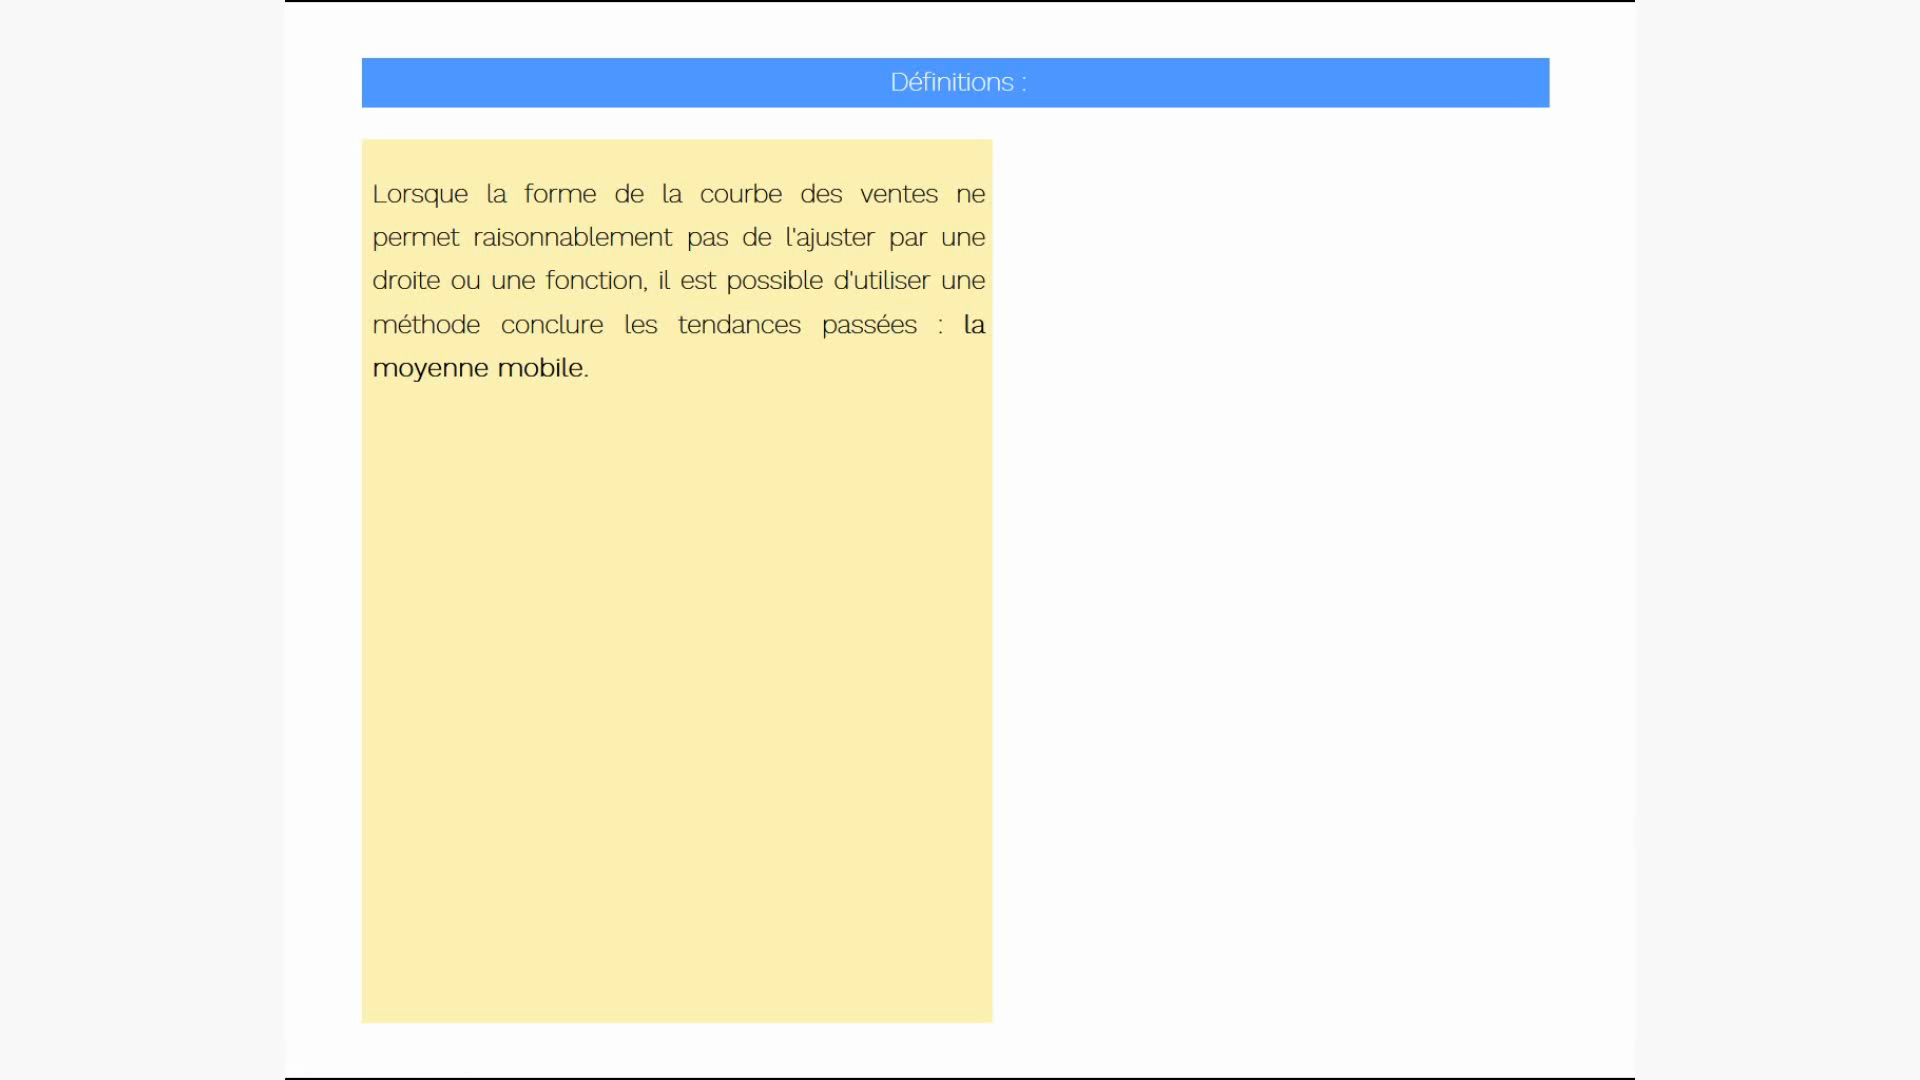 Définitions :
Lorsque la forme de la courbe des ventes ne
permet raisonnablement pas de l'ajuster par une
droite ou une fonction, il est possible d'utiliser une
méthode conclure les tendances passées : la
moyenne mobile.